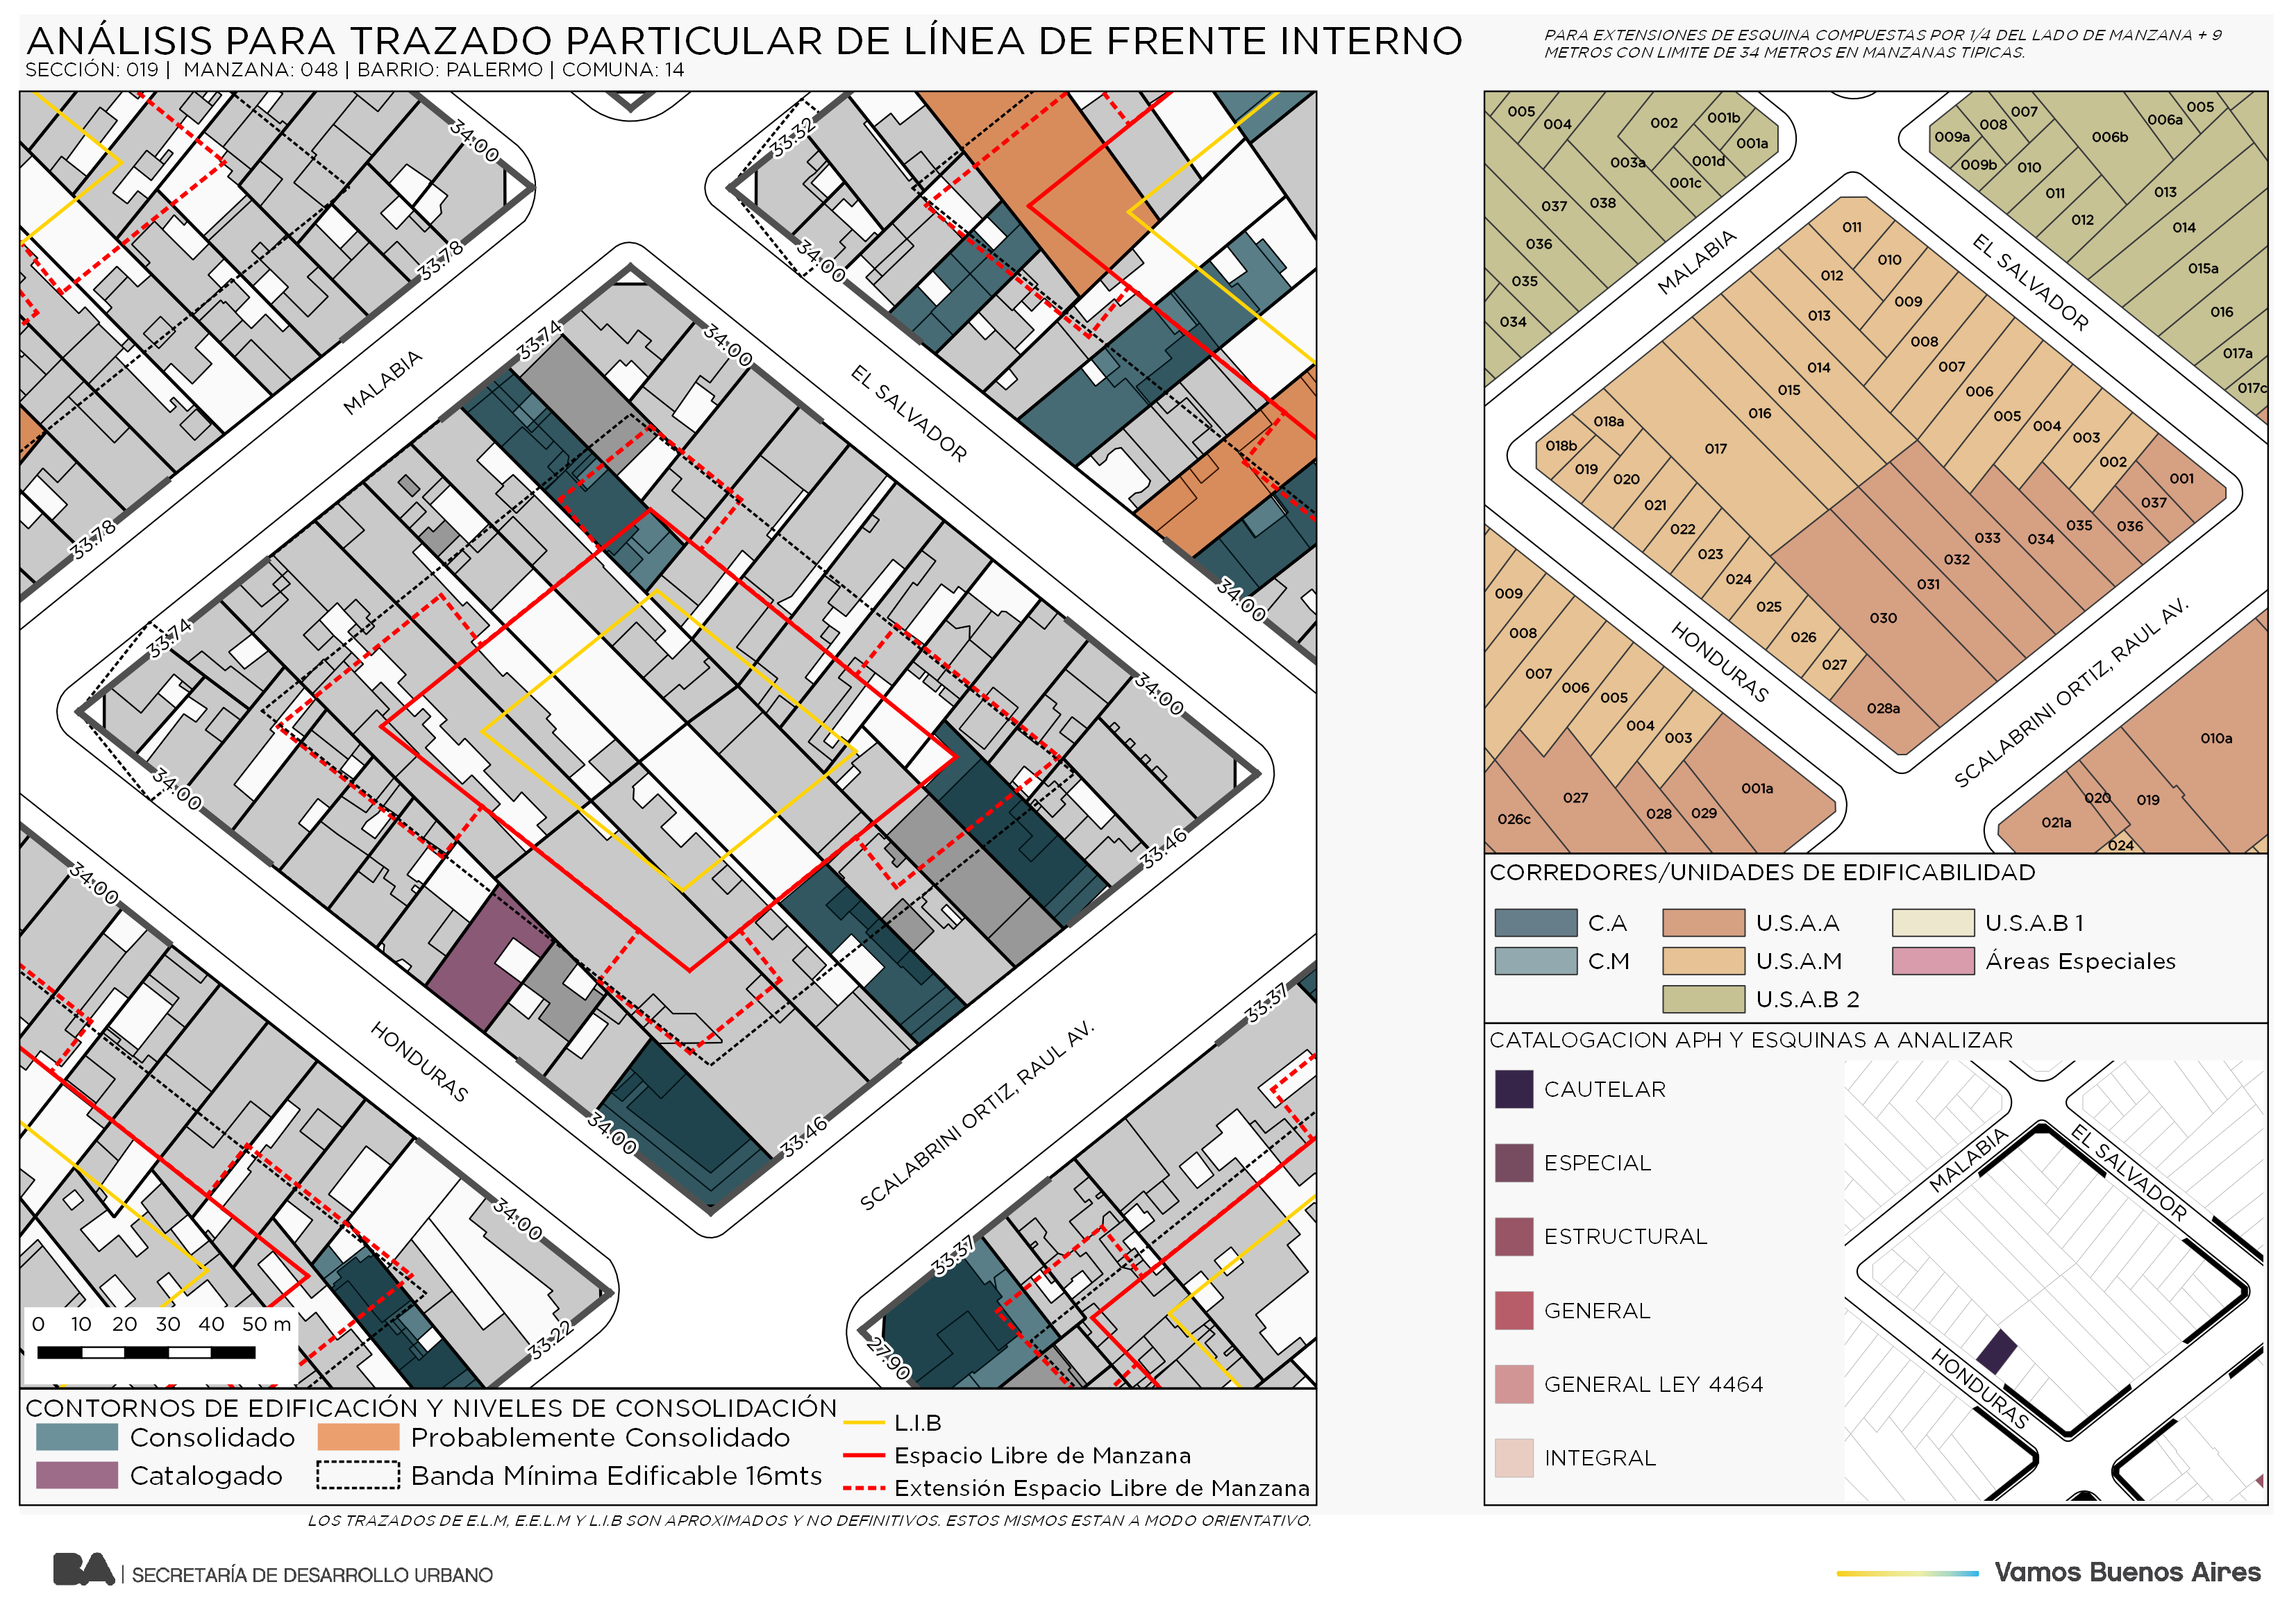 ANÁLISIS PARA TRAZADO PARTICULAR DE LÍNEA DE FRENTE INTERNO
SECCIÓN: 019 | MANZANA: 048 | BARRIO: PALERMO | COMUNA: 14
PARA EXTENSIONES DE ESQUINA COMPUESTAS POR 1/4 DEL LADO DE MANZANA + 9
METROS CON LIMITE DE 34 METROS EN MANZANAS TIPICAS.
34.00
33.32
33.78
34.00
33.74
34.00
MALABIA
EL SALVADOR
33.78
34.00
33.74
34.00
34.00
33.46
34.00
HONDURAS
34.00
33.46
SCALABRINI ORTIZ, RAUL AV.
33.37
34.00
33.37
33.22
27.90
0 10 20 30 40 50 m
CONTORNOS DE EDIFICACIÓN Y NIVELES DE CONSOLIDACIÓN
Consolidado
Probablemente Consolidado
Catalogado
Banda Mínima Edificable 16mts
L.I.B
Espacio Libre de Manzana
Extensión Espacio Libre de Manzana
LOS TRAZADOS DE E.L.M, E.E.L.M Y L.I.B SON APROXIMADOS Y NO DEFINITIVOS. ESTOS MISMOS ESTAN A MODO ORIENTATIVO.
005
004
002
001b
001a
003a
001d
001c
037
038
036
035
034
009a
008
007
006a
005
006b
009b
010
011
012
013
014
015a
016
017a
017c
MALABIA
EL SALVADOR
011
010
012
009
013
008
014
007
015
006
016
005
004
003
002
017
018a
018b
019
020
021
022
023
024
025
026
027
028a
001
037
036
035
034
033
032
031
030
HONDURAS
SCALABRINI ORTIZ, RAUL AV.
009
008
007
006
005
004
003
001a
027
028
029
026c
010a
020
019
021a
024
CORREDORES/UNIDADES DE EDIFICABILIDAD
C.A
U.S.A.A
U.S.A.B 1
C.M
U.S.A.M
Áreas Especiales
U.S.A.B 2
CATALOGACION APH Y ESQUINAS A ANALIZAR
CAUTELAR
ESPECIAL
ESTRUCTURAL
GENERAL
GENERAL LEY 4464
INTEGRAL
MALABIA
EL SALVADOR
HONDURAS
BA | SECRETARÍA DE DESARROLLO URBANO
Vamos Buenos Aires